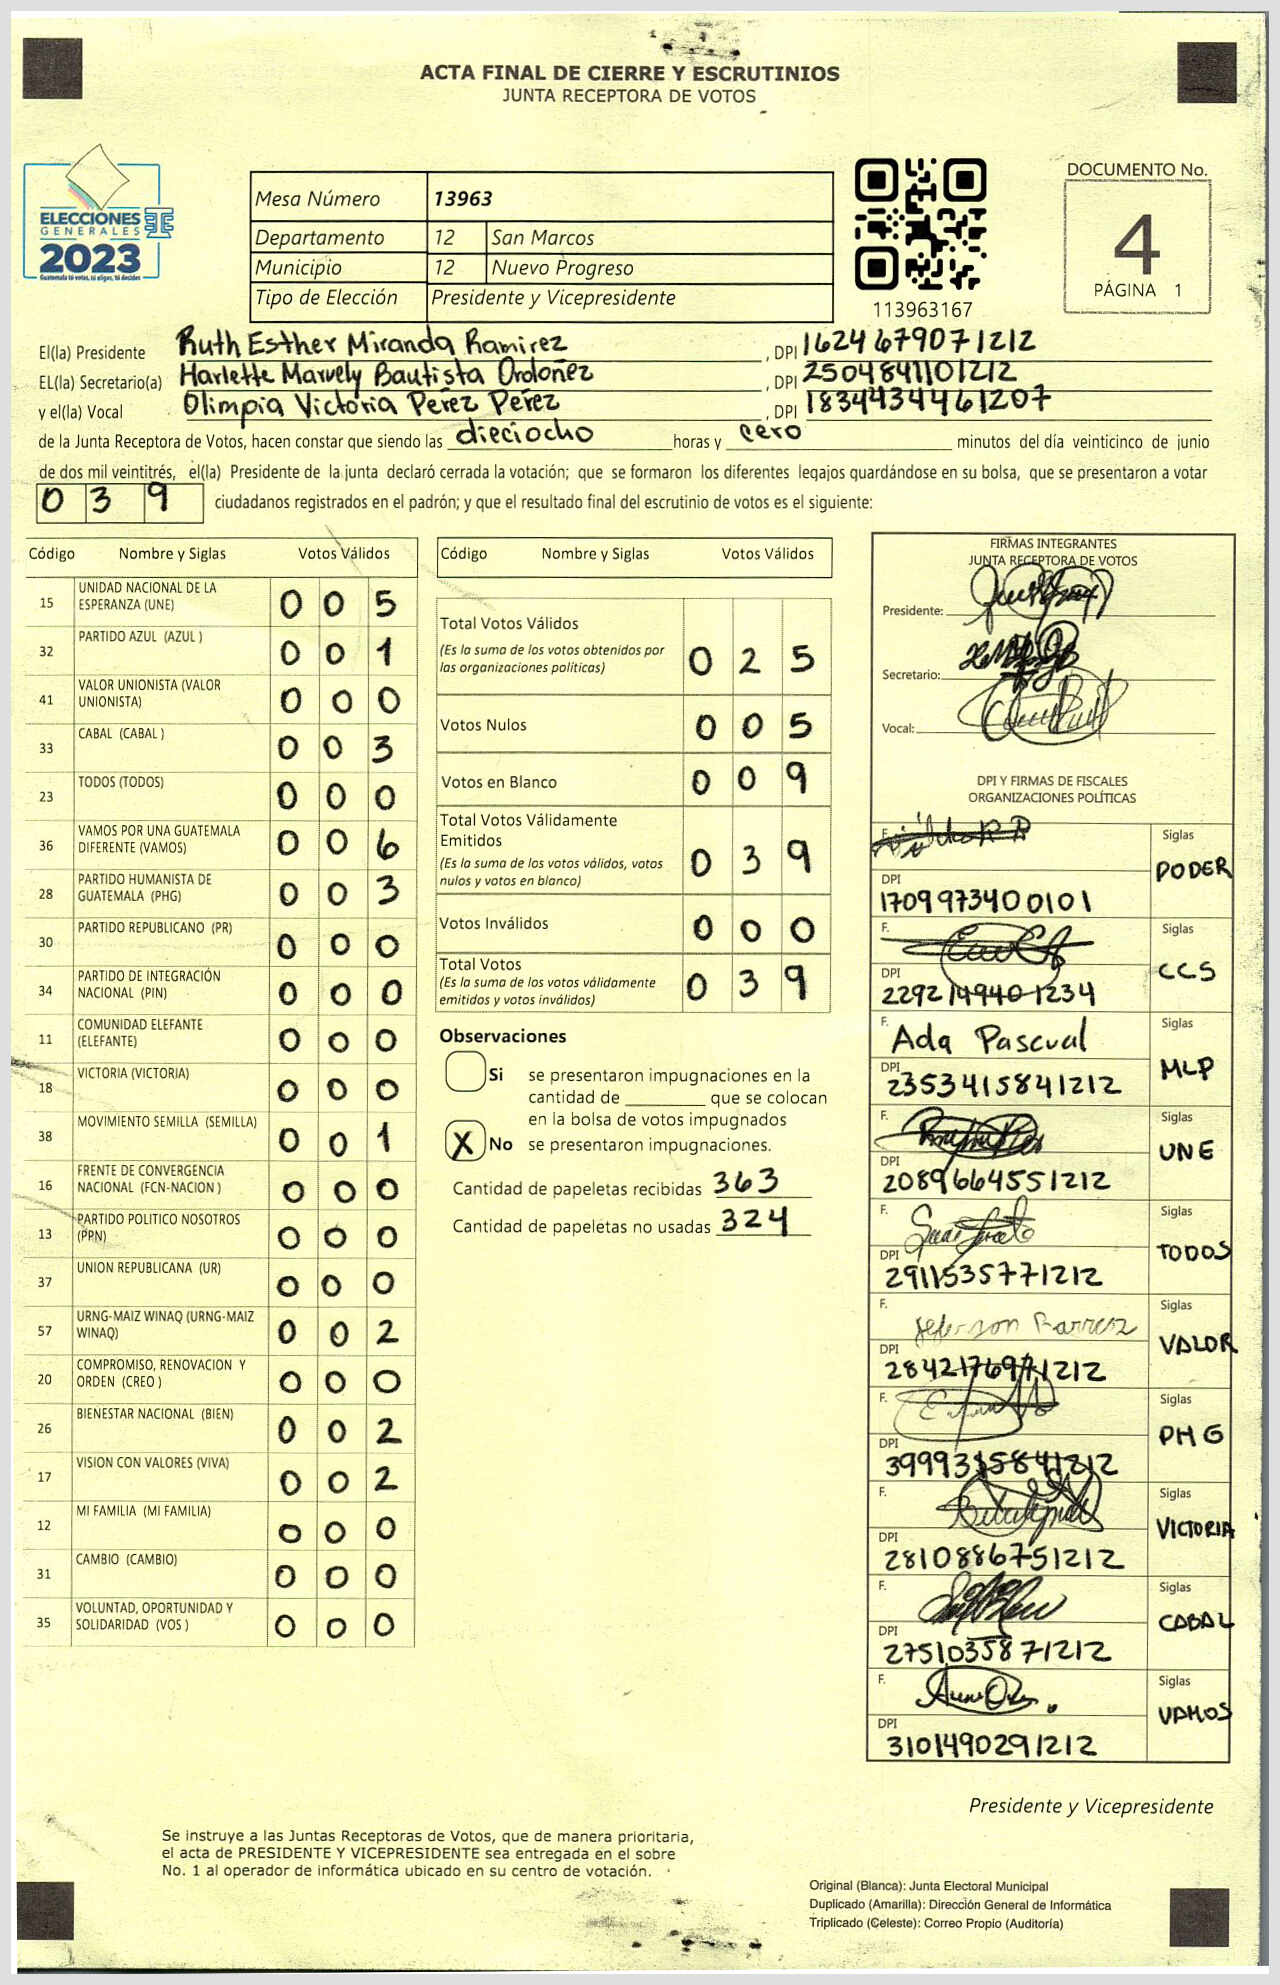 ACTA FINAL DE CIERRE Y ESCRUTINIOS
JUNTA RECEPTORA DE VOTOS
ELECCIONES
GENERALES
2023
Guatemala tú votas, tú eliges, tú decides
Mesa Número 13963
Departamento 12 San Marcos
Municipio 12 Nuevo Progreso
Tipo de Elección Presidente y Vicepresidente
113963167
DOCUMENTO No.
4
PÁGINA 1
El(la) Presidente Ruth Esther Miranda Ramirez, DPI 1624679071212
EL(la) Secretario(a) Harlette Marvely Bautista Ordoñez, DPI 2504841101212
y el(la) Vocal Olimpia Victoria Perez Perez, DPI 1834434461207
de la Junta Receptora de Votos, hacen constar que siendo las dieciocho horas y cero minutos del día veinticinco de junio
de dos mil veintitrés, el(la) Presidente de la junta declaró cerrada la votación; que se formaron los diferentes legajos guardándose en su bolsa, que se presentaron a votar
0 3 9 ciudadanos registrados en el padrón; y que el resultado final del escrutinio de votos es el siguiente:
Código Nombre y Siglas Votos Válidos
15 UNIDAD NACIONAL DE LA ESPERANZA (UNE) 0 0 5
32 PARTIDO AZUL (AZUL ) 0 0 1
41 VALOR UNIONISTA (VALOR UNIONISTA) 0 0 0
33 CABAL (CABAL ) 0 0 3
23 TODOS (TODOS) 0 0 0
36 VAMOS POR UNA GUATEMALA DIFERENTE (VAMOS) 0 0 6
28 PARTIDO HUMANISTA DE GUATEMALA (PHG) 0 0 3
30 PARTIDO REPUBLICANO (PR) 0 0 0
34 PARTIDO DE INTEGRACIÓN NACIONAL (PIN) 0 0 0
11 COMUNIDAD ELEFANTE (ELEFANTE) 0 0 0
18 VICTORIA (VICTORIA) 0 0 0
38 MOVIMIENTO SEMILLA (SEMILLA) 0 0 1
16 FRENTE DE CONVERGENCIA NACIONAL (FCN-NACION ) 0 0 0
13 PARTIDO POLITICO NOSOTROS (PPN) 0 0 0
37 UNION REPUBLICANA (UR) 0 0 0
57 URNG-MAIZ WINAQ (URNG-MAIZ WINAQ) 0 0 2
20 COMPROMISO, RENOVACION Y ORDEN (CREO ) 0 0 0
26 BIENESTAR NACIONAL (BIEN) 0 0 2
17 VISION CON VALORES (VIVA) 0 0 2
12 MI FAMILIA (MI FAMILIA) 0 0 0
31 CAMBIO (CAMBIO) 0 0 0
35 VOLUNTAD, OPORTUNIDAD Y SOLIDARIDAD (VOS ) 0 0 0
Código Nombre y Siglas Votos Válidos
Total Votos Válidos
(Es la suma de los votos obtenidos por
las organizaciones políticas) 0 2 5
Votos Nulos 0 0 5
Votos en Blanco 0 0 9
Total Votos Válidamente
Emitidos
(Es la suma de los votos válidos, votos
nulos y votos en blanco) 0 3 9
Votos Inválidos 0 0 0
Total Votos
(Es la suma de los votos válidamente
emitidos y votos inválidos) 0 3 9
Observaciones
Si se presentaron impugnaciones en la
cantidad de ________ que se colocan
en la bolsa de votos impugnados
X No se presentaron impugnaciones.
Cantidad de papeletas recibidas 363
Cantidad de papeletas no usadas 324
FIRMAS INTEGRANTES
JUNTA RECEPTORA DE VOTOS
Presidente:
Secretario:
Vocal:
DPI Y FIRMAS DE FISCALES
ORGANIZACIONES POLÍTICAS
F. Siglas PODER
DPI 1709973400101
F. Siglas CCS
DPI 2292149401234
F. Ada Pascual Siglas MLP
DPI 2353415841212
F. Siglas UNE
DPI 2089664551212
F. Siglas TODOS
DPI 2911535771212
F. Jeferson Barrez Siglas VALOR
DPI 2842176971212
F. Siglas PHG
DPI 3999315841212
F. Siglas VICTORIA
DPI 2810886751212
F. Siglas CABAL
DPI 2751035871212
F. Siglas VAMOS
DPI 3101490291212
Presidente y Vicepresidente
Se instruye a las Juntas Receptoras de Votos, que de manera prioritaria,
el acta de PRESIDENTE Y VICEPRESIDENTE sea entregada en el sobre
No. 1 al operador de informática ubicado en su centro de votación.
Original (Blanca): Junta Electoral Municipal
Duplicado (Amarilla): Dirección General de Informática
Triplicado (Celeste): Correo Propio (Auditoría)